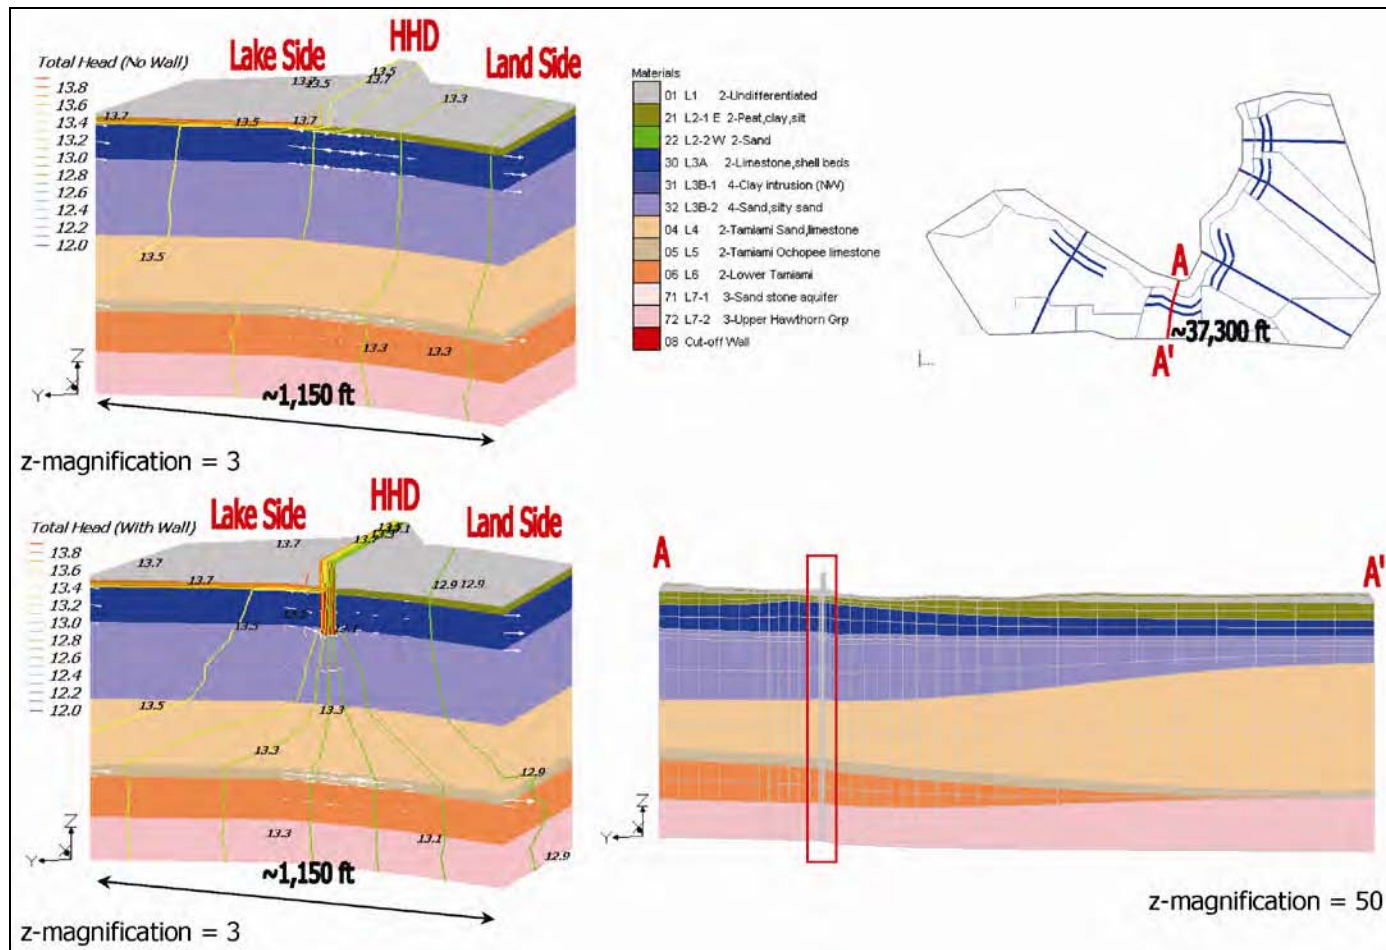 Total Head (No Wall)
13.8
13.6
13.4
13.2
13.0
12.8
12.6
12.4
12.2
12.0
Lake Side
HHD
Land Side
13.5
13.7
13.5
13.7
13.3
13.7
13.5
13.7
13.5
13.3
13.3
~1,150 ft
Z
X
Y
z-magnification = 3
Materials
01 L1 2-Undifferentiated
21 L2-1 E 2-Peat,clay,silt
22 L2-2 W 2-Sand
30 L3A 2-Limestone,shell beds
31 L3B-1 4-Clay intrusion (NW)
32 L3B-2 4-Sand,silty sand
04 L4 2-Tamiami Sand,limestone
05 L5 2-Tamiami Ochopee limestone
06 L6 2-Lower Tamiami
71 L7-1 3-Sand stone aquifer
72 L7-2 3-Upper Hawthorn Grp
08 Cut-off Wall
A
~37,300 ft
A'
Total Head (With Wall)
13.8
13.6
13.4
13.2
13.0
12.8
12.6
12.4
12.2
12.0
Lake Side
HHD
Land Side
13.7
13.7
13.7
12.9 12.9
13.5
13.1
13.5
13.3
13.3
12.9
13.3
13.1
12.9
~1,150 ft
Z
X
Y
z-magnification = 3
A
A'
Z
X
Y
z-magnification = 50